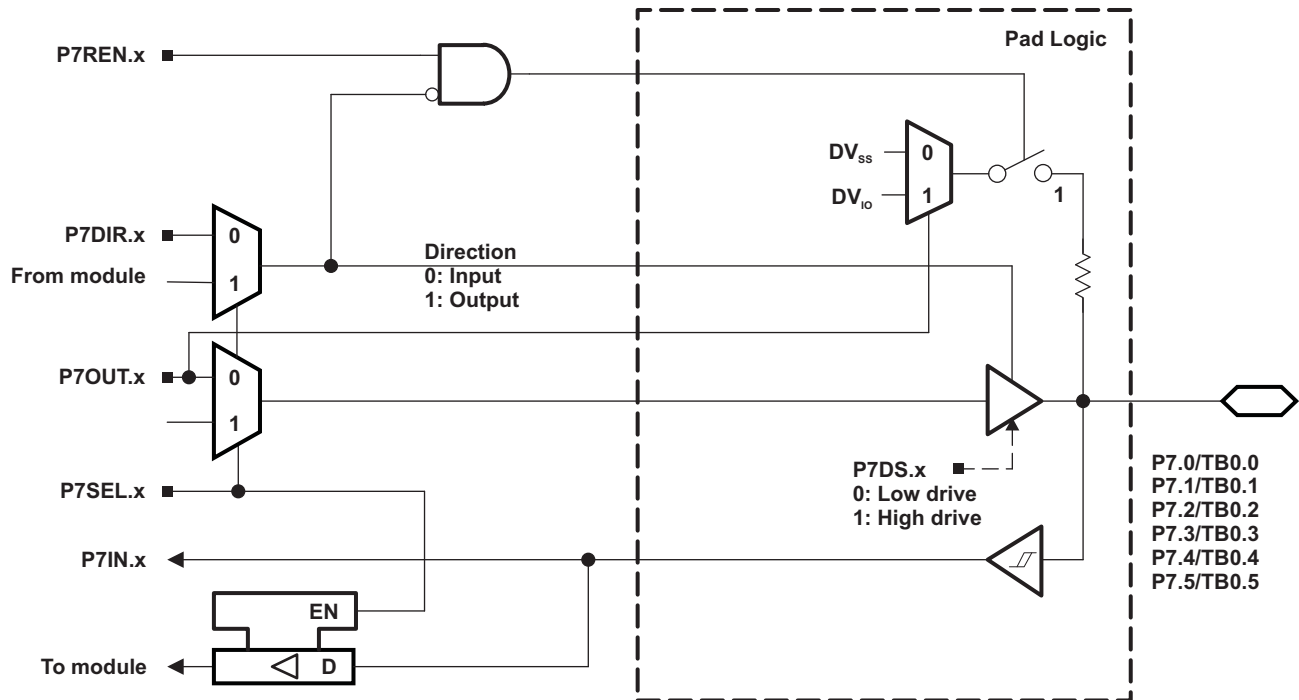 Pad Logic
P7REN.x
DVSS
0
DVIO
1
1
P7DIR.x
0
From module
1
Direction
0: Input
1: Output
P7OUT.x
0
1
P7DS.x
0: Low drive
1: High drive
P7SEL.x
P7IN.x
EN
To module
D
P7.0/TB0.0
P7.1/TB0.1
P7.2/TB0.2
P7.3/TB0.3
P7.4/TB0.4
P7.5/TB0.5